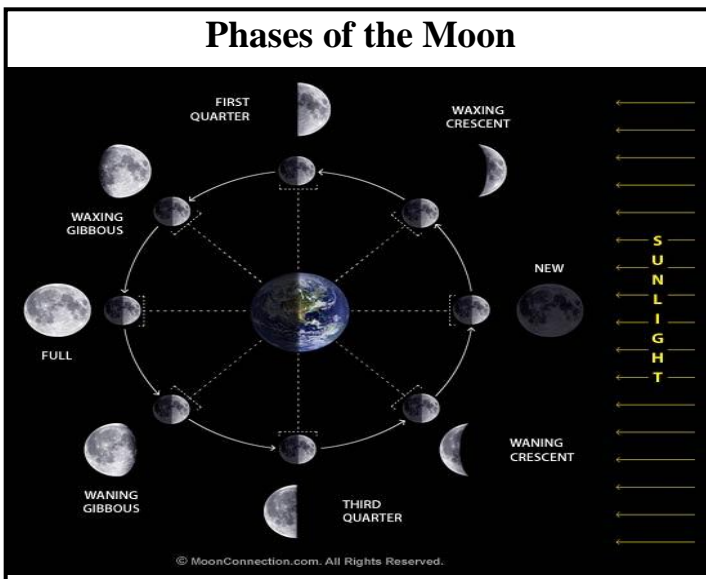 Phases of the Moon
FIRST
QUARTER
WAXING
CRESCENT
WAXING
GIBBOUS
NEW
SUNLIGHT
FULL
WANING
GIBBOUS
THIRD
QUARTER
WANING
CRESCENT
© MoonConnection.com. All Rights Reserved.